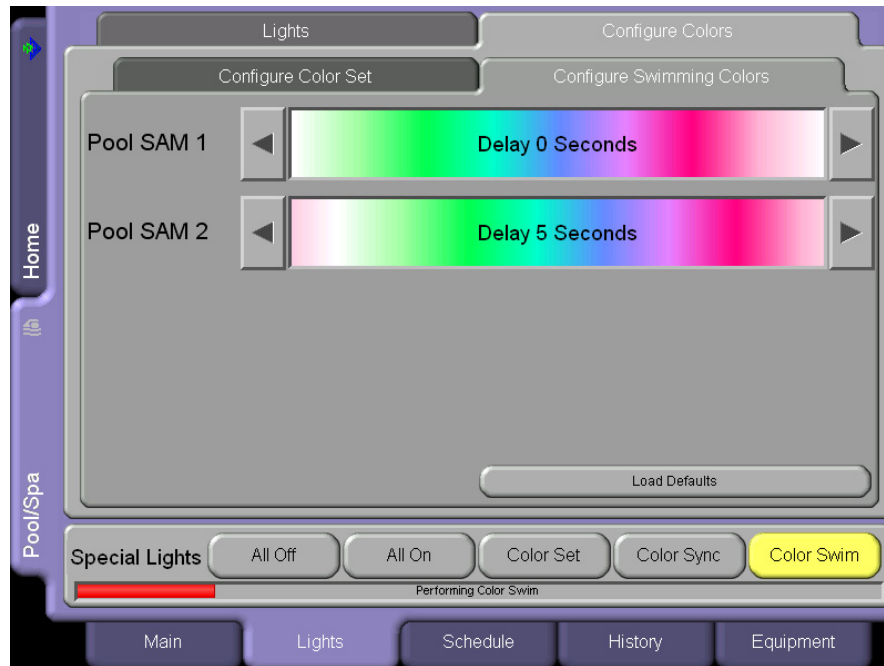 Lights
Configure Colors
Configure Color Set
Configure Swimming Colors
Pool SAM 1
Delay 0 Seconds
Pool SAM 2
Delay 5 Seconds
Load Defaults
Home
Pool/Spa
Special Lights
All Off
All On
Color Set
Color Sync
Color Swim
Performing Color Swim
Main
Lights
Schedule
History
Equipment